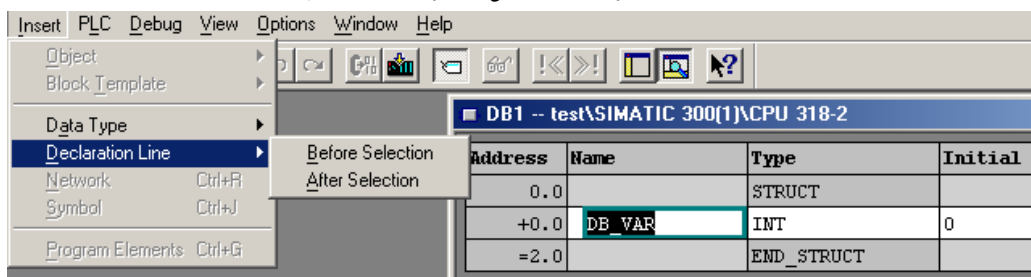 Insert PLC Debug View Options Window Help
Object
Block Template
Data Type
Declaration Line
Before Selection
After Selection
Network Ctrl+R
Symbol Ctrl+J
Program Elements Ctrl+G
!<< >>! ?
DB1 -- test\SIMATIC 300(1)\CPU 318-2
Address Name Type Initial
0.0 STRUCT
+0.0 DB_VAR INT 0
=2.0 END_STRUCT